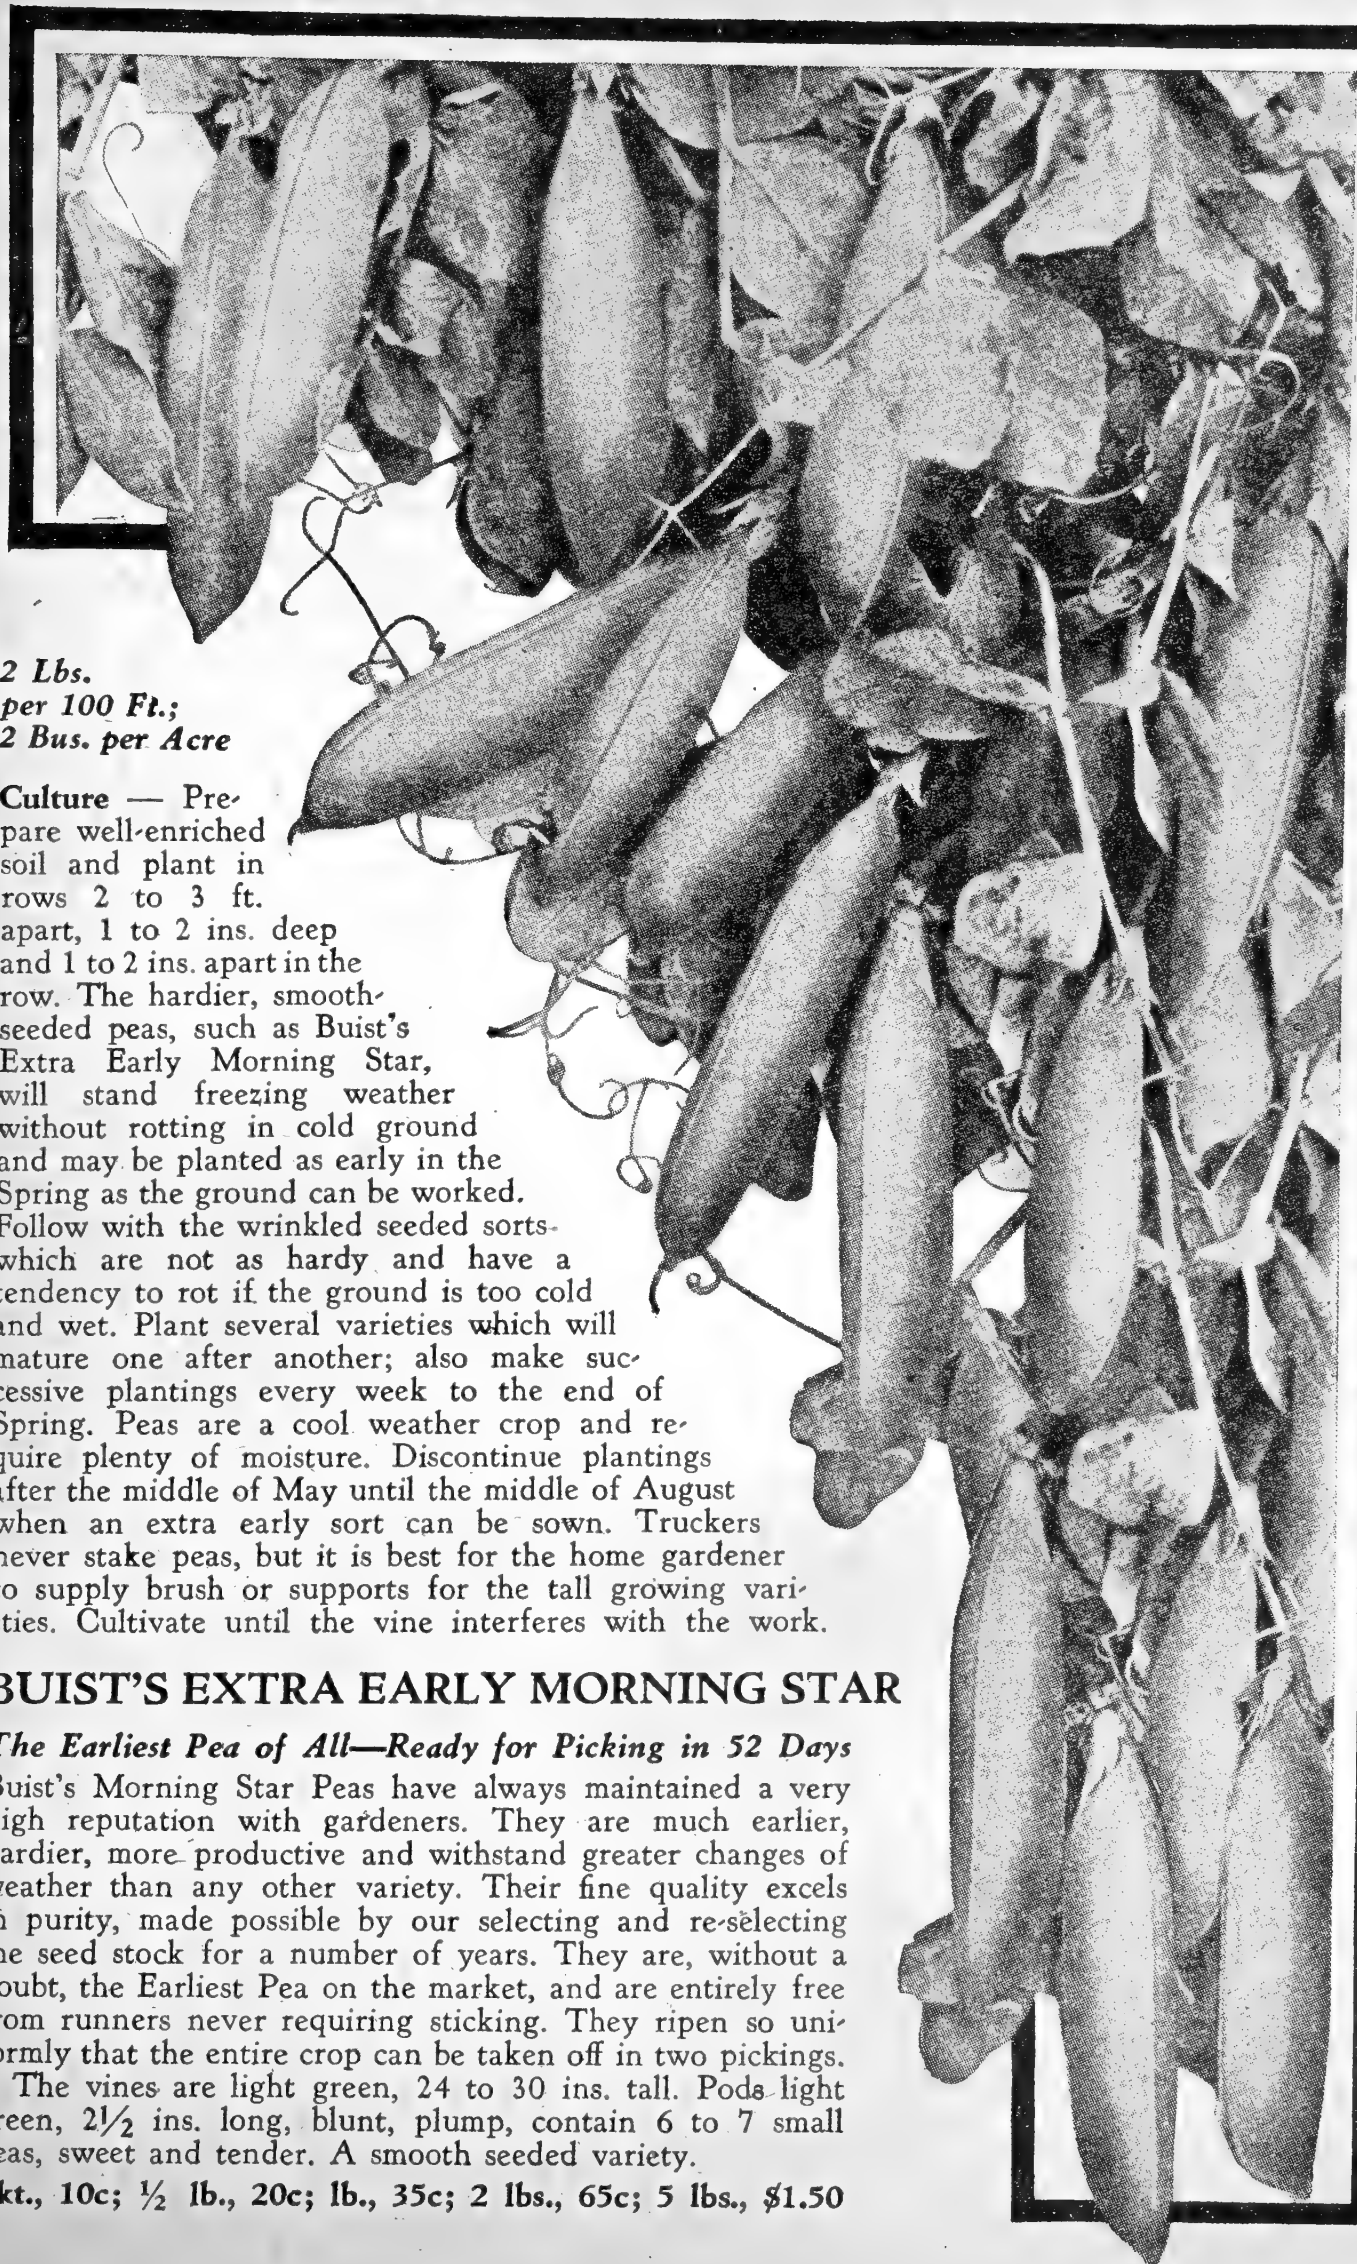 2 Lbs.
per 100 Ft.;
2 Bus. per Acre
Culture — Pre-
pare well-enriched
soil and plant in
rows 2 to 3 ft.
apart, 1 to 2 ins. deep
and 1 to 2 ins. apart in the
row. The hardier, smooth-
seeded peas, such as Buist's
Extra Early Morning Star,
will stand freezing weather
without rotting in cold ground
and may be planted as early in the
Spring as the ground can be worked.
Follow with the wrinkled seeded sorts
which are not as hardy and have a
tendency to rot if the ground is too cold
and wet. Plant several varieties which will
mature one after another; also make suc-
cessive plantings every week to the end of
Spring. Peas are a cool weather crop and re-
quire plenty of moisture. Discontinue plantings
after the middle of May until the middle of August
when an extra early sort can be sown. Truckers
never stake peas, but it is best for the home gardener
to supply brush or supports for the tall growing vari-
ties. Cultivate until the vine interferes with the work.
BUIST'S EXTRA EARLY MORNING STAR
The Earliest Pea of All—Ready for Picking in 52 Days
Buist's Morning Star Peas have always maintained a very
igh reputation with gardeners. They are much earlier,
ardier, more productive and withstand greater changes of
weather than any other variety. Their fine quality excels
n purity, made possible by our selecting and re-selecting
he seed stock for a number of years. They are, without a
oubt, the Earliest Pea on the market, and are entirely free
rom runners never requiring sticking. They ripen so uni-
ormly that the entire crop can be taken off in two pickings.
The vines are light green, 24 to 30 ins. tall. Pods light
reen, 2½ ins. long, blunt, plump, contain 6 to 7 small
eas, sweet and tender. A smooth seeded variety.
kt., 10c; ½ lb., 20c; lb., 35c; 2 lbs., 65c; 5 lbs., $1.50